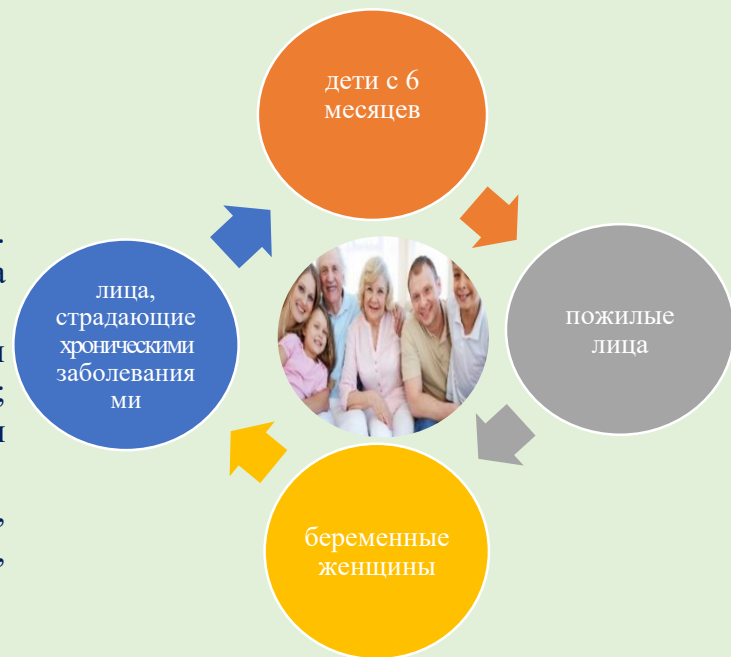 дети с 6
месяцев
пожилые
лица
беременные
женщины
лица,
страдающие
хроническими
заболевания
ми
.
а
;
,
,